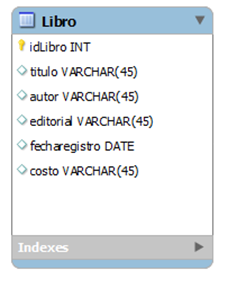 Libro
idLibro INT
titulo VARCHAR(45)
autor VARCHAR(45)
editorial VARCHAR(45)
fecharegistro DATE
costo VARCHAR(45)
Indexes